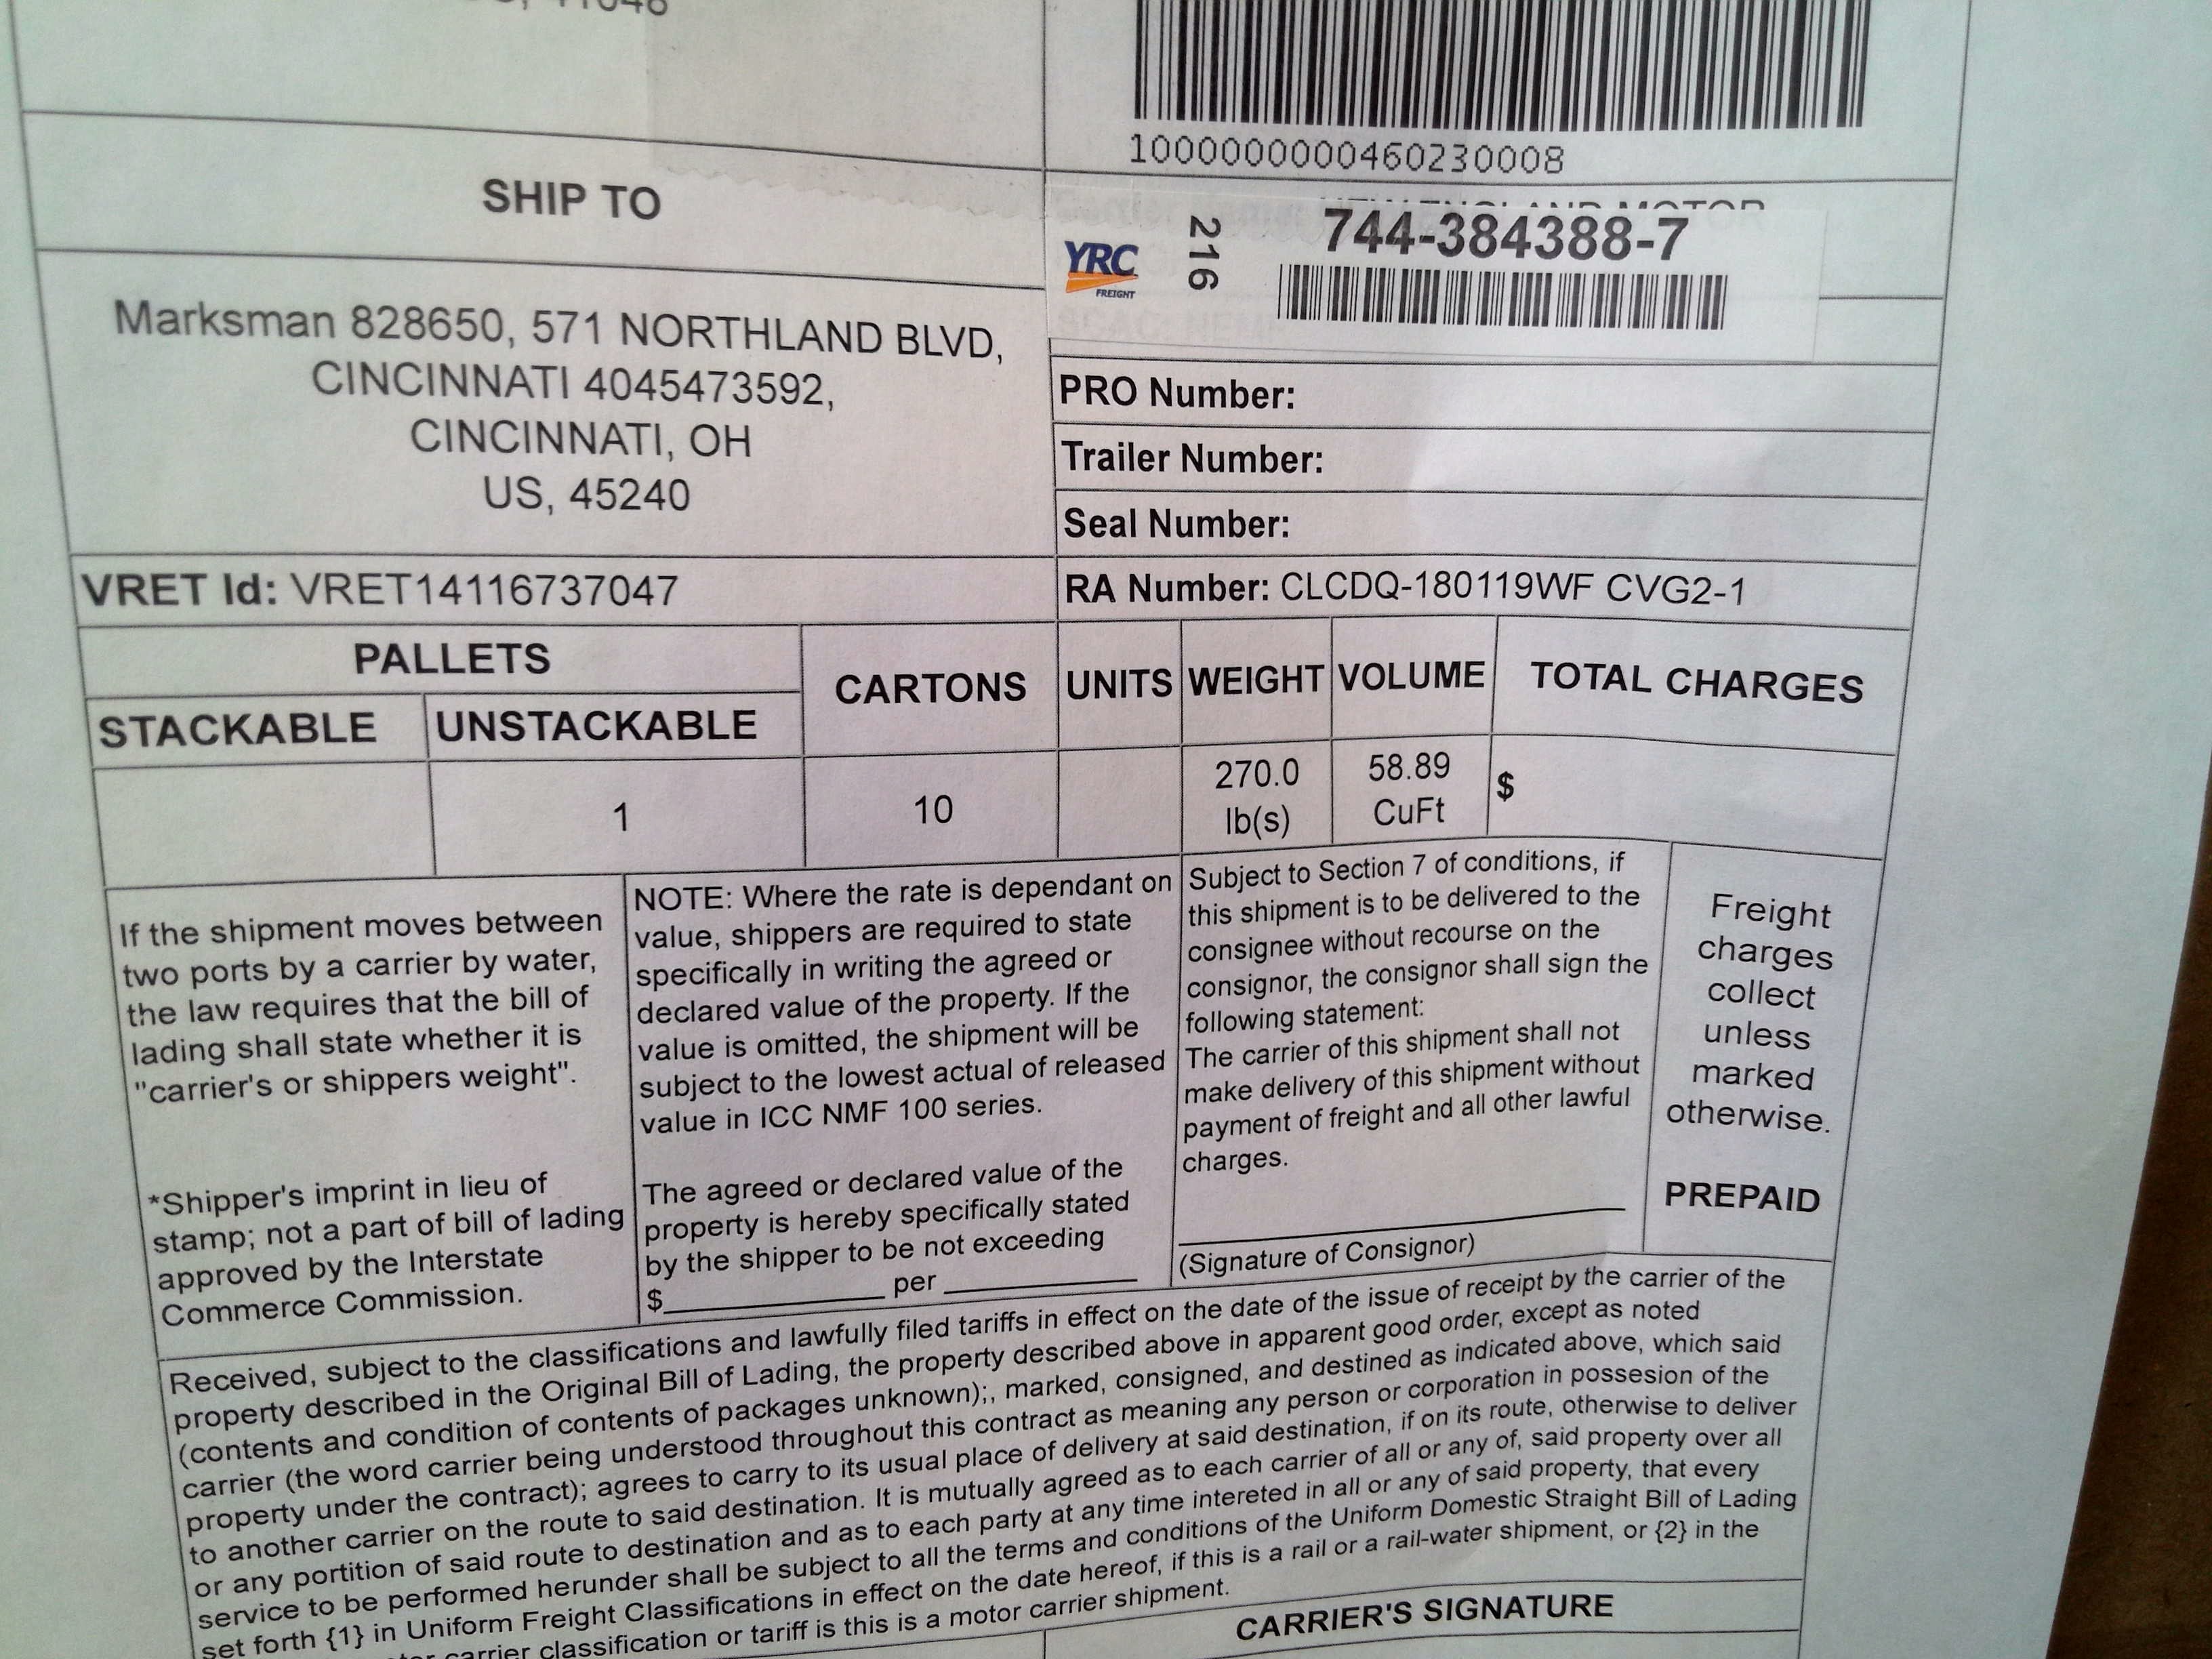 SHIP TO
Marksman 828650, 571 NORTHLAND BLVD,
CINCINNATI 4045473592,
CINCINNATI, OH
US, 45240
1000000000460230008
YRC
FREIGHT
216
744-384388-7
PRO Number:
Trailer Number:
Seal Number:
VRET Id: VRET14116737047
RA Number: CLCDQ-180119WF CVG2-1
PALLETS
STACKABLE
UNSTACKABLE
CARTONS
UNITS
WEIGHT
VOLUME
TOTAL CHARGES
1
10
270.0
lb(s)
58.89
CuFt
$
If the shipment moves between
two ports by a carrier by water,
the law requires that the bill of
lading shall state whether it is
"carrier's or shippers weight".
*Shipper's imprint in lieu of
stamp; not a part of bill of lading
approved by the Interstate
Commerce Commission.
NOTE: Where the rate is dependant on
value, shippers are required to state
specifically in writing the agreed or
declared value of the property. If the
value is omitted, the shipment will be
subject to the lowest actual of released
value in ICC NMF 100 series.
The agreed or declared value of the
property is hereby specifically stated
by the shipper to be not exceeding
$__________ per __________
Subject to Section 7 of conditions, if
this shipment is to be delivered to the
consignee without recourse on the
consignor, the consignor shall sign the
following statement:
The carrier of this shipment shall not
make delivery of this shipment without
payment of freight and all other lawful
charges.
(Signature of Consignor)
Freight
charges
collect
unless
marked
otherwise.
PREPAID
Received, subject to the classifications and lawfully filed tariffs in effect on the date of the issue of receipt by the carrier of the
property described in the Original Bill of Lading, the property described above in apparent good order, except as noted
(contents and condition of contents of packages unknown);, marked, consigned, and destined as indicated above, which said
carrier (the word carrier being understood throughout this contract as meaning any person or corporation in possesion of the
property under the contract); agrees to carry to its usual place of delivery at said destination, if on its route, otherwise to deliver
to another carrier on the route to said destination. It is mutually agreed as to each carrier of all or any of, said property over all
or any portition of said route to destination and as to each party at any time intereted in all or any of said property, that every
service to be performed herunder shall be subject to all the terms and conditions of the Uniform Domestic Straight Bill of Lading
set forth {1} in Uniform Freight Classifications in effect on the date hereof, if this is a rail or a rail-water shipment, or {2} in the
carrier classification or tariff is this is a motor carrier shipment.
CARRIER'S SIGNATURE